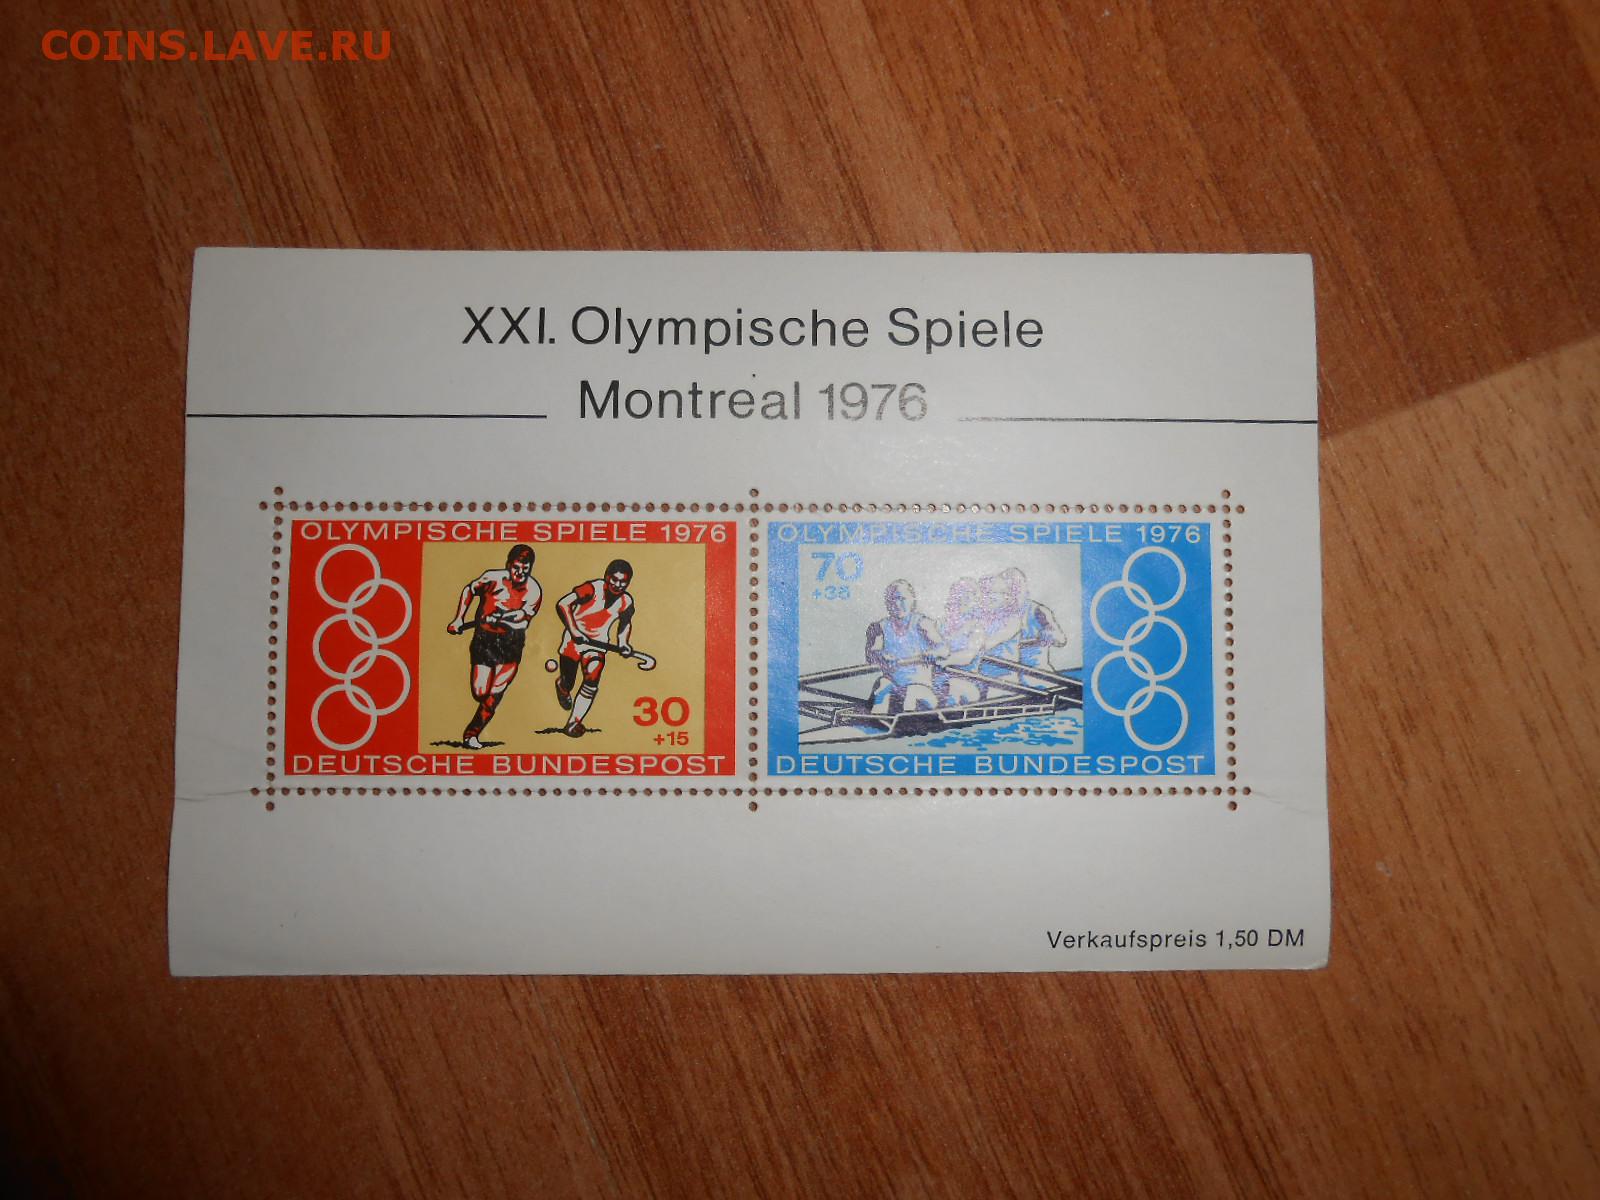 COINS.LAVE.RU
XXI. Olympische Spiele
Montreal 1976
OLYMPISCHE SPIELE 1976
30
+15
DEUTSCHE BUNDESPOST
OLYMPISCHE SPIELE 1976
70
+35
DEUTSCHE BUNDESPOST
Verkaufspreis 1,50 DM